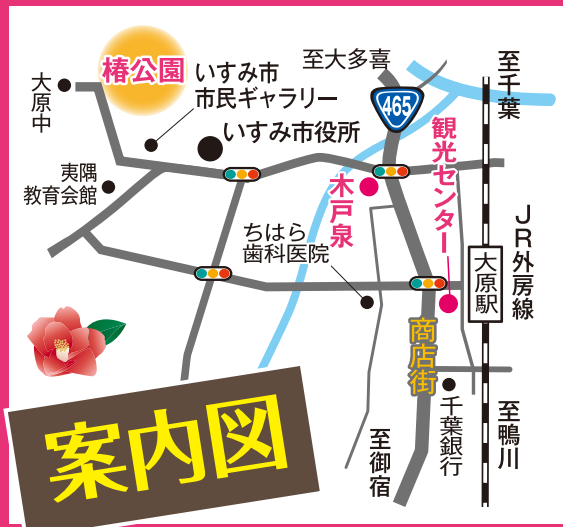 椿公園
大原中
いすみ市
市民ギャラリー
いすみ市役所
至大多喜
465
至千葉
夷隅
教育会館
木戸泉
観光センター
ちはら
歯科医院
JR外房線
大原駅
商店街
千葉銀行
至御宿
至鴨川
案内図